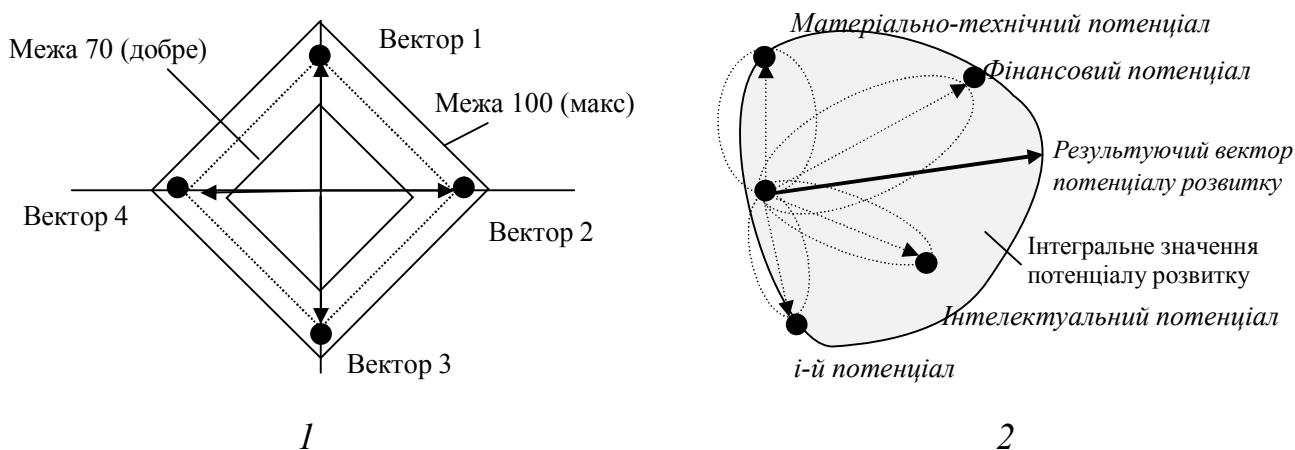 Межа 70 (добре)
Вектор 1
Межа 100 (макс)
Вектор 4
Вектор 2
Вектор 3
1
Матеріально-технічний потенціал
Фінансовий потенціал
Результуючий вектор
потенціалу розвитку
Інтегральне значення
потенціалу розвитку
Інтелектуальний потенціал
і-й потенціал
2